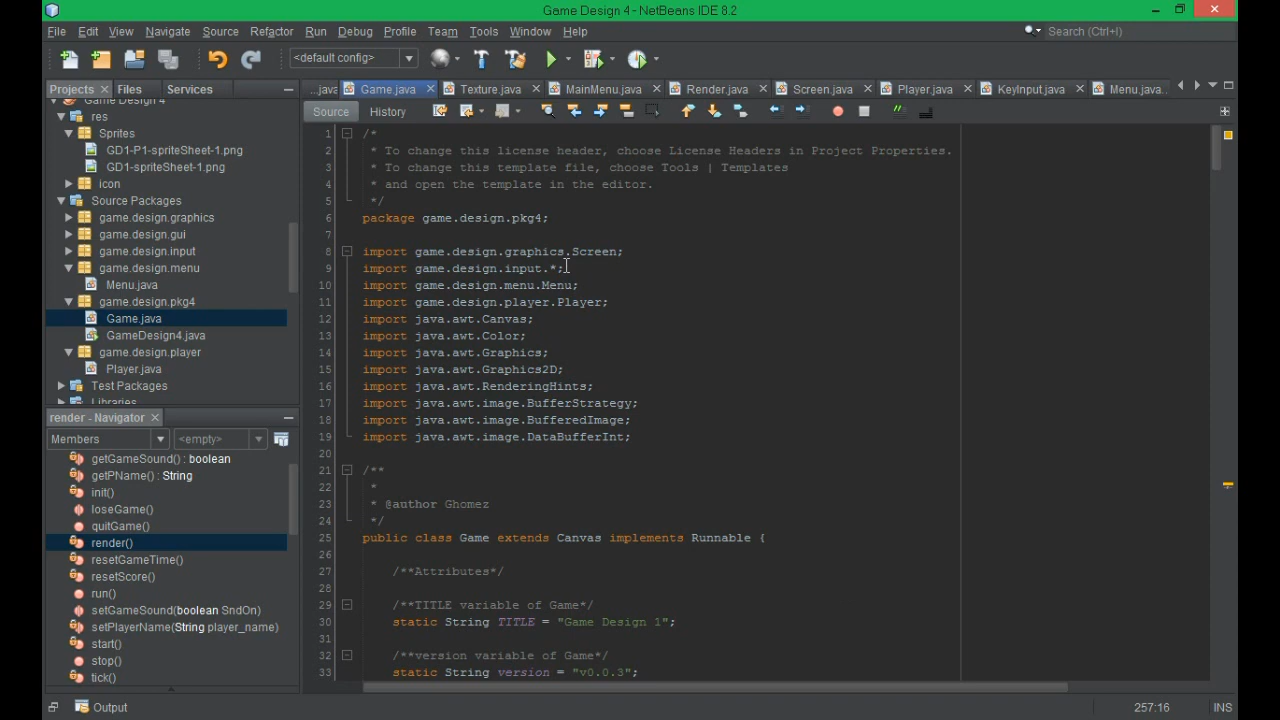 Game Design 4 - NetBeans IDE 8.2
File Edit View Navigate Source Refactor Run Debug Profile Team Tools Window Help
Search (Ctrl+I)
<default config>
Projects Files Services
...java Game.java Texture.java MainMenu.java Render.java Screen.java Player.java KeyInput.java Menu.java...
Source History
Game Design 4
res
Sprites
GD1-P1-spriteSheet-1.png
GD1-spriteSheet-1.png
icon
Source Packages
game.design.graphics
game.design.gui
game.design.input
game.design.menu
Menu.java
game.design.pkg4
Game.java
GameDesign4.java
game.design.player
Player.java
Test Packages
Libraries
render - Navigator
Members <empty>
getGameSound() : boolean
getPName() : String
init()
loseGame()
quitGame()
render()
resetGameTime()
resetScore()
run()
setGameSound(boolean SndOn)
setPlayerName(String player_name)
start()
stop()
tick()
1 /*
2 * To change this license header, choose License Headers in Project Properties.
3 * To change this template file, choose Tools | Templates
4 * and open the template in the editor.
5 */
6 package game.design.pkg4;
7
8 import game.design.graphics.Screen;
9 import game.design.input.*;
10 import game.design.menu.Menu;
11 import game.design.player.Player;
12 import java.awt.Canvas;
13 import java.awt.Color;
14 import java.awt.Graphics;
15 import java.awt.Graphics2D;
16 import java.awt.RenderingHints;
17 import java.awt.image.BufferStrategy;
18 import java.awt.image.BufferedImage;
19 import java.awt.image.DataBufferInt;
20
21 /**
22 *
23 * @author Ghomez
24 */
25 public class Game extends Canvas implements Runnable {
26
27 /**Attributes*/
28
29 /**TITLE variable of Game*/
30 static String TITLE = "Game Design 1";
31
32 /**version variable of Game*/
33 static String version = "v0.0.3";
Output
257:16 INS